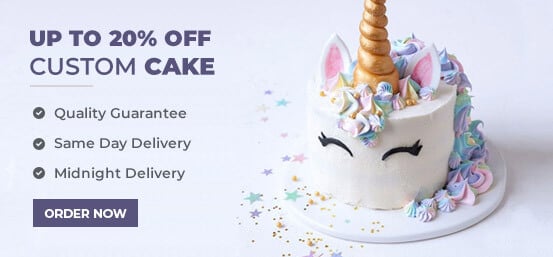 UP TO 20% OFF
CUSTOM CAKE
Quality Guarantee
Same Day Delivery
Midnight Delivery
ORDER NOW